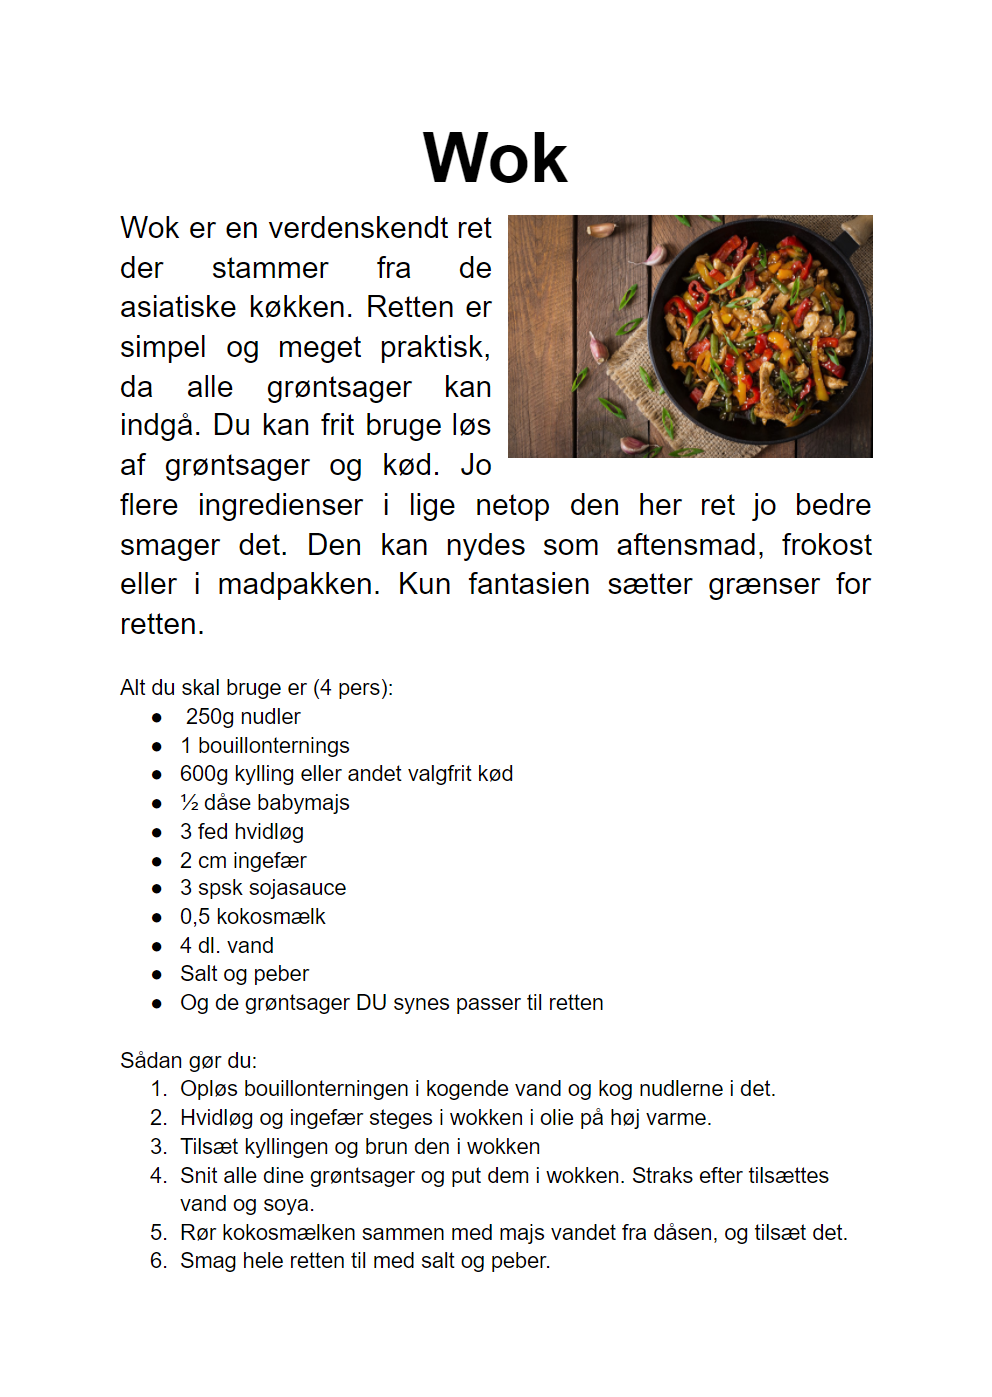 Wok
Wok er en verdenskendt ret
der stammer fra de
asiatiske køkken. Retten er
simpel og meget praktisk,
da alle grøntsager kan
indgå. Du kan frit bruge løs
af grøntsager og kød. Jo
flere ingredienser i lige netop den her ret jo bedre
smager det. Den kan nydes som aftensmad, frokost
eller i madpakken. Kun fantasien sætter grænser for
retten.
Alt du skal bruge er (4 pers):
● 250g nudler
● 1 bouillonternings
● 600g kylling eller andet valgfrit kød
● ½ dåse babymajs
● 3 fed hvidløg
● 2 cm ingefær
● 3 spsk sojasauce
● 0,5 kokosmælk
● 4 dl. vand
● Salt og peber
● Og de grøntsager DU synes passer til retten
Sådan gør du:
1. Opløs bouillonterningen i kogende vand og kog nudlerne i det.
2. Hvidløg og ingefær steges i wokken i olie på høj varme.
3. Tilsæt kyllingen og brun den i wokken
4. Snit alle dine grøntsager og put dem i wokken. Straks efter tilsættes
vand og soya.
5. Rør kokosmælken sammen med majs vandet fra dåsen, og tilsæt det.
6. Smag hele retten til med salt og peber.